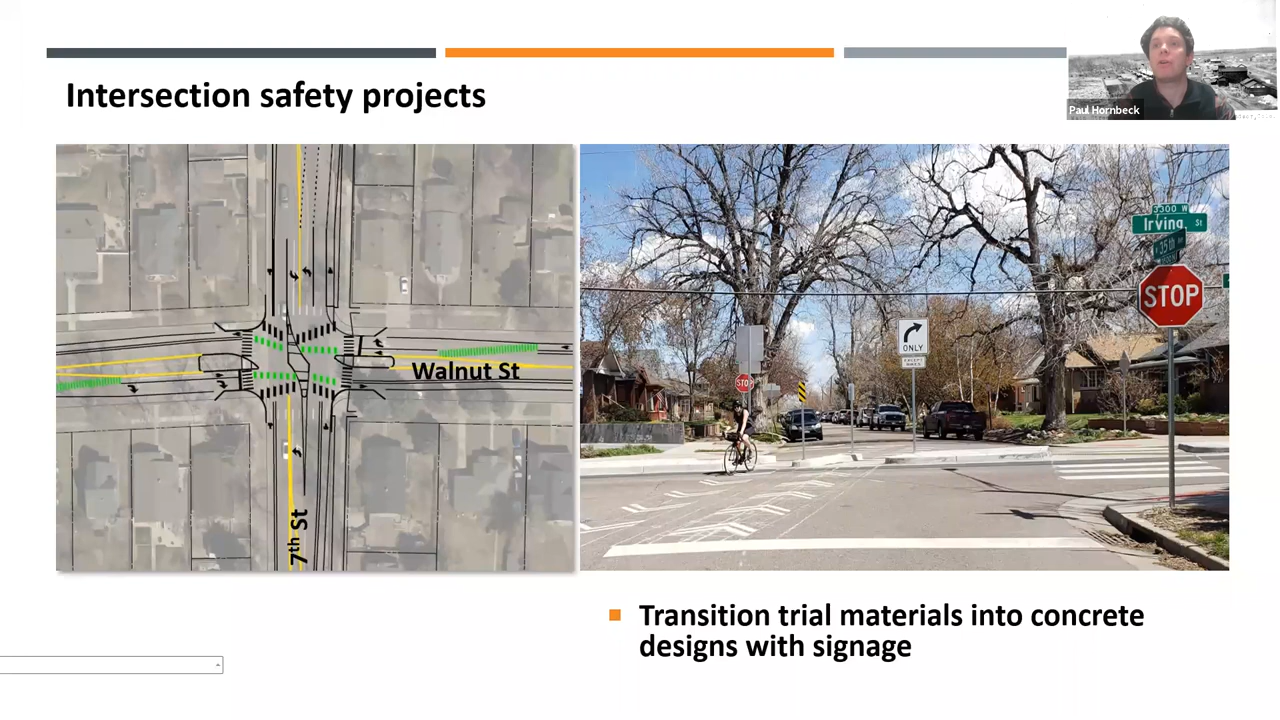 Intersection safety projects
Paul Hornbeck
Walnut St
7th St
3300 W
Irving St
STOP
ONLY
STOP
Transition trial materials into concrete
designs with signage